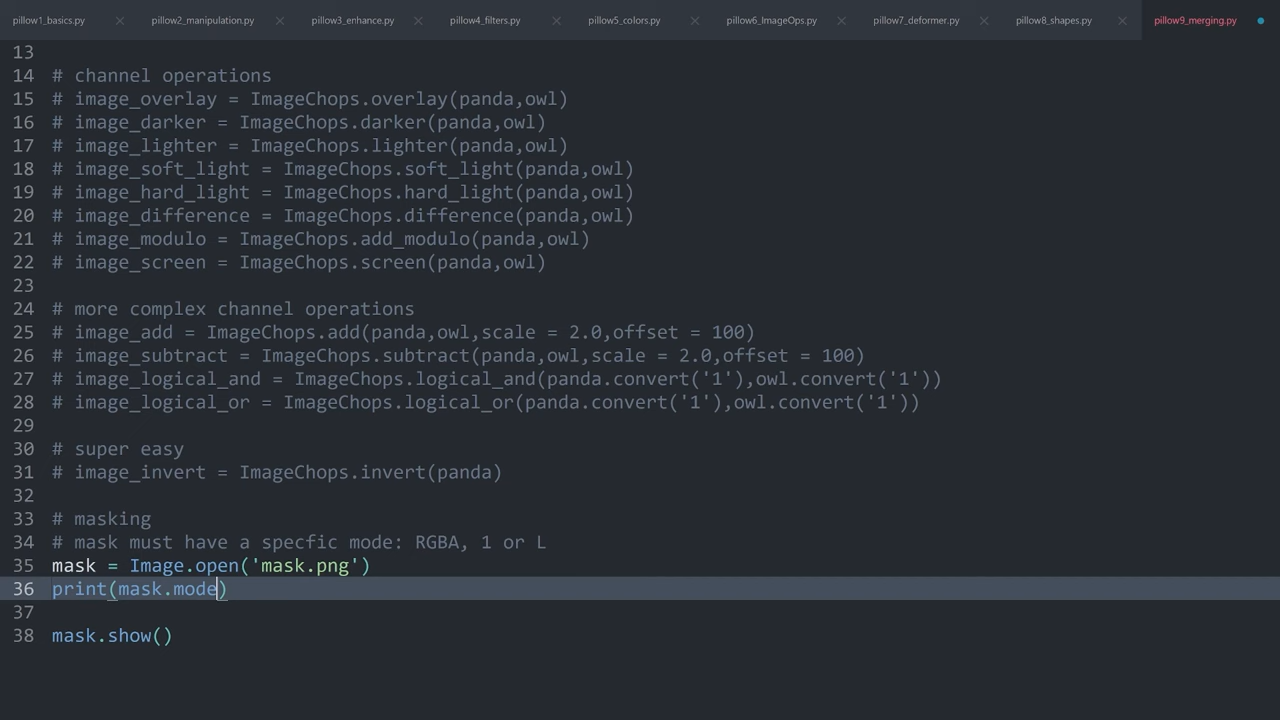 pillow1_basics.py pillow2_manipulation.py pillow3_enhance.py pillow4_filters.py pillow5_colors.py pillow6_ImageOps.py pillow7_deformer.py pillow8_shapes.py pillow9_merging.py
13
14 # channel operations
15 # image_overlay = ImageChops.overlay(panda,owl)
16 # image_darker = ImageChops.darker(panda,owl)
17 # image_lighter = ImageChops.lighter(panda,owl)
18 # image_soft_light = ImageChops.soft_light(panda,owl)
19 # image_hard_light = ImageChops.hard_light(panda,owl)
20 # image_difference = ImageChops.difference(panda,owl)
21 # image_modulo = ImageChops.add_modulo(panda,owl)
22 # image_screen = ImageChops.screen(panda,owl)
23
24 # more complex channel operations
25 # image_add = ImageChops.add(panda,owl,scale = 2.0,offset = 100)
26 # image_subtract = ImageChops.subtract(panda,owl,scale = 2.0,offset = 100)
27 # image_logical_and = ImageChops.logical_and(panda.convert('1'),owl.convert('1'))
28 # image_logical_or = ImageChops.logical_or(panda.convert('1'),owl.convert('1'))
29
30 # super easy
31 # image_invert = ImageChops.invert(panda)
32
33 # masking
34 # mask must have a specfic mode: RGBA, 1 or L
35 mask = Image.open('mask.png')
36 print(mask.mode)
37
38 mask.show()